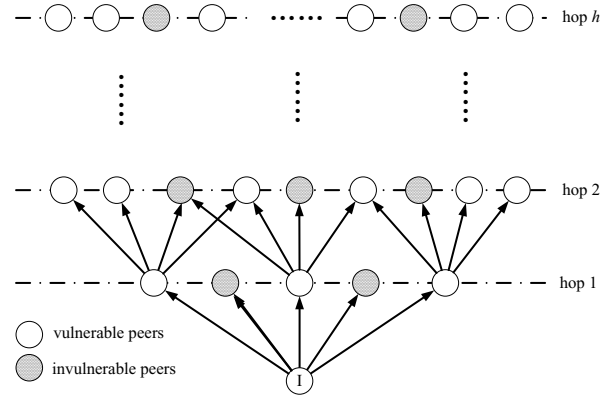 hop h
hop 2
hop 1
vulnerable peers
invulnerable peers
I